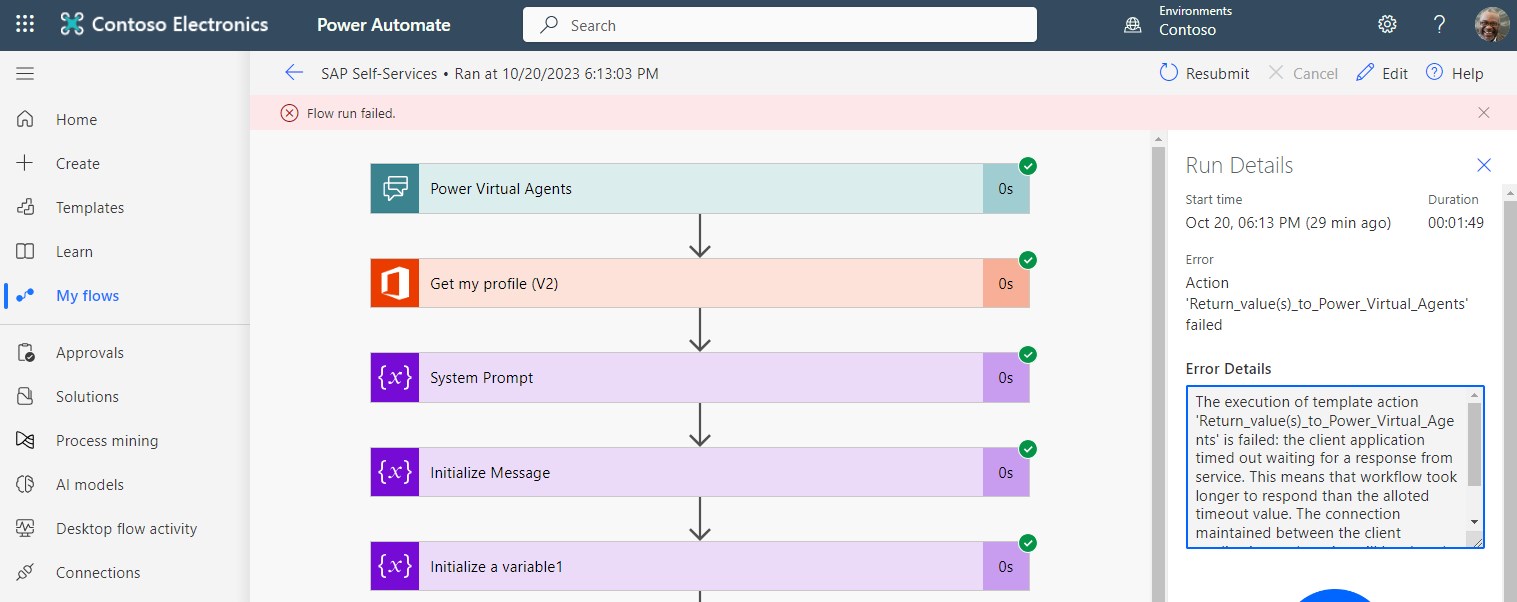 Contoso Electronics
Power Automate
Search
Environments
Contoso
SAP Self-Services • Ran at 10/20/2023 6:13:03 PM
Resubmit
Cancel
Edit
Help
Flow run failed.
Home
Create
Templates
Learn
My flows
Approvals
Solutions
Process mining
AI models
Desktop flow activity
Connections
Power Virtual Agents
0s
Get my profile (V2)
0s
System Prompt
0s
Initialize Message
0s
Initialize a variable1
0s
Run Details
Start time
Duration
Oct 20, 06:13 PM (29 min ago)
00:01:49
Error
Action
'Return_value(s)_to_Power_Virtual_Agents'
failed
Error Details
The execution of template action
'Return_value(s)_to_Power_Virtual_Age
nts' is failed: the client application
timed out waiting for a response from
service. This means that workflow took
longer to respond than the alloted
timeout value. The connection
maintained between the client